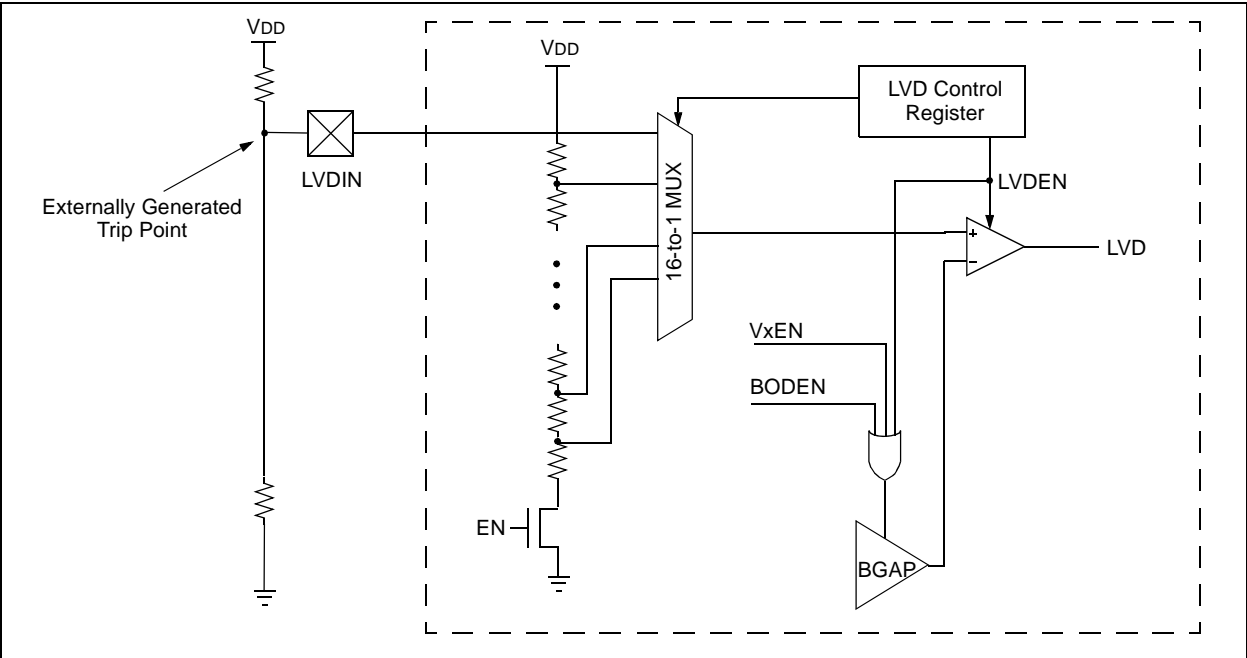 VDD
VDD
LVD Control
Register
LVDIN
LVDEN
Externally Generated
Trip Point
16-to-1 MUX
+
–
LVD
VxEN
BODEN
EN
BGAP